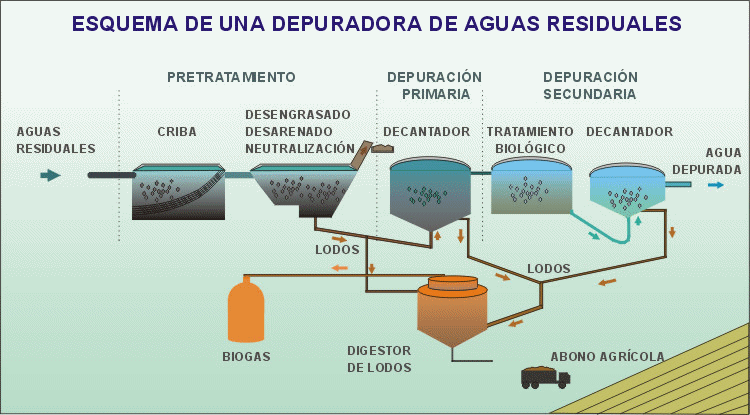 ESQUEMA DE UNA DEPURADORA DE AGUAS RESIDUALES
PRETRATAMIENTO
DEPURACIÓN
PRIMARIA
DEPURACIÓN
SECUNDARIA
AGUAS
RESIDUALES
CRIBA
DESENGRASADO
DESARENADO
NEUTRALIZACIÓN
DECANTADOR
TRATAMIENTO
BIOLÓGICO
DECANTADOR
AGUA
DEPURADA
LODOS
LODOS
BIOGAS
DIGESTOR
DE LODOS
ABONO AGRÍCOLA